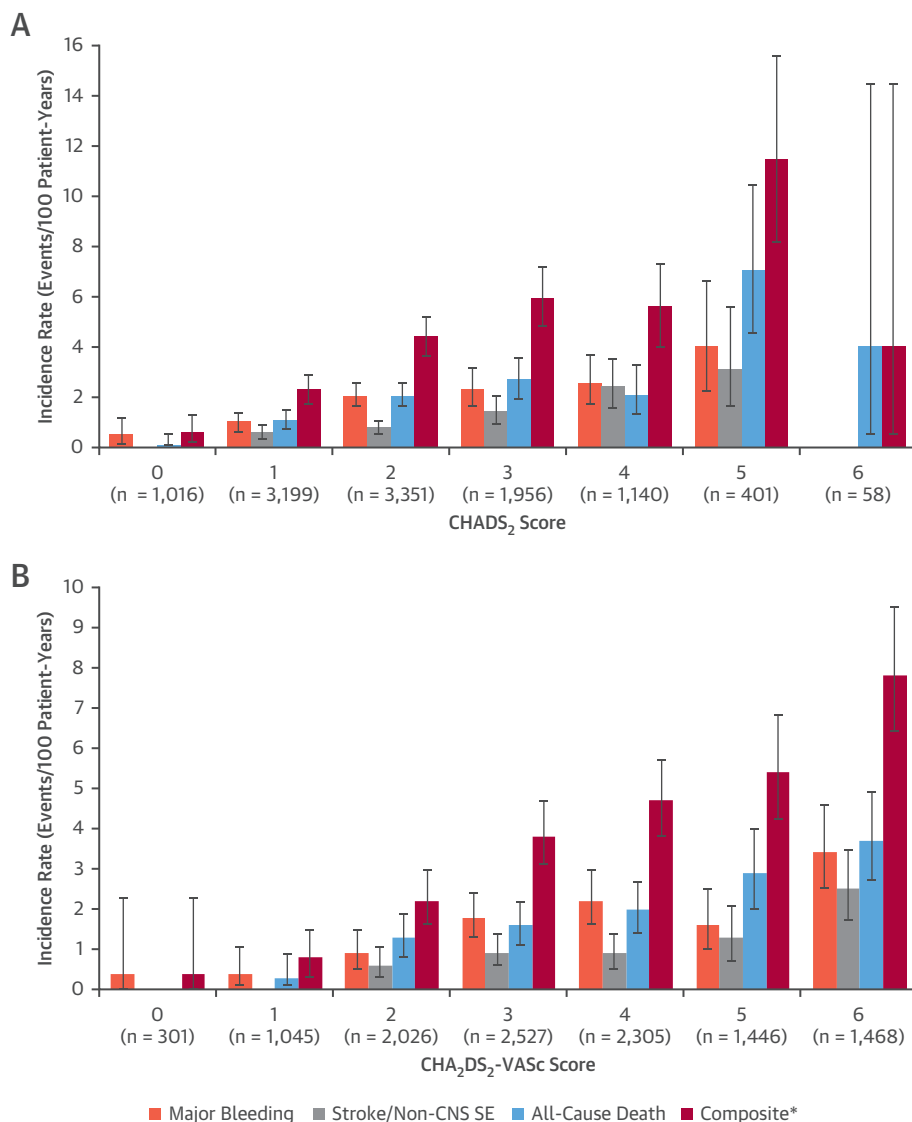 A
Incidence Rate (Events/100 Patient-Years)
16
14
12
10
8
6
4
2
0
0 1 2 3 4 5 6
(n = 1,016) (n = 3,199) (n = 3,351) (n = 1,956) (n = 1,140) (n = 401) (n = 58)
CHADS₂ Score
B
Incidence Rate (Events/100 Patient-Years)
10
9
8
7
6
5
4
3
2
1
0
0 1 2 3 4 5 6
(n = 301) (n = 1,045) (n = 2,026) (n = 2,527) (n = 2,305) (n = 1,446) (n = 1,468)
CHA₂DS₂-VASc Score
Major Bleeding Stroke/Non-CNS SE All-Cause Death Composite*